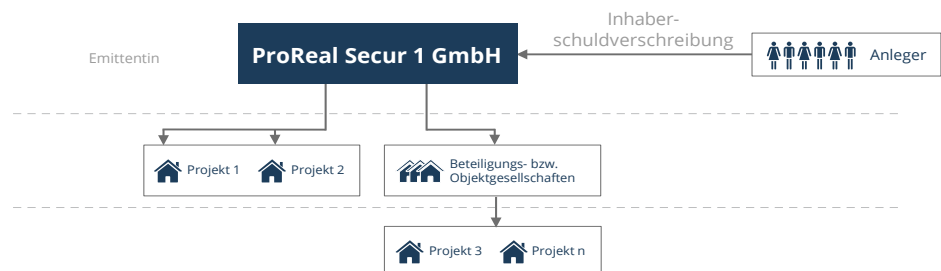 Inhaber-
schuldverschreibung
Emittentin
ProReal Secur 1 GmbH
Anleger
Projekt 1
Projekt 2
Beteiligungs- bzw.
Objektgesellschaften
Projekt 3
Projekt n